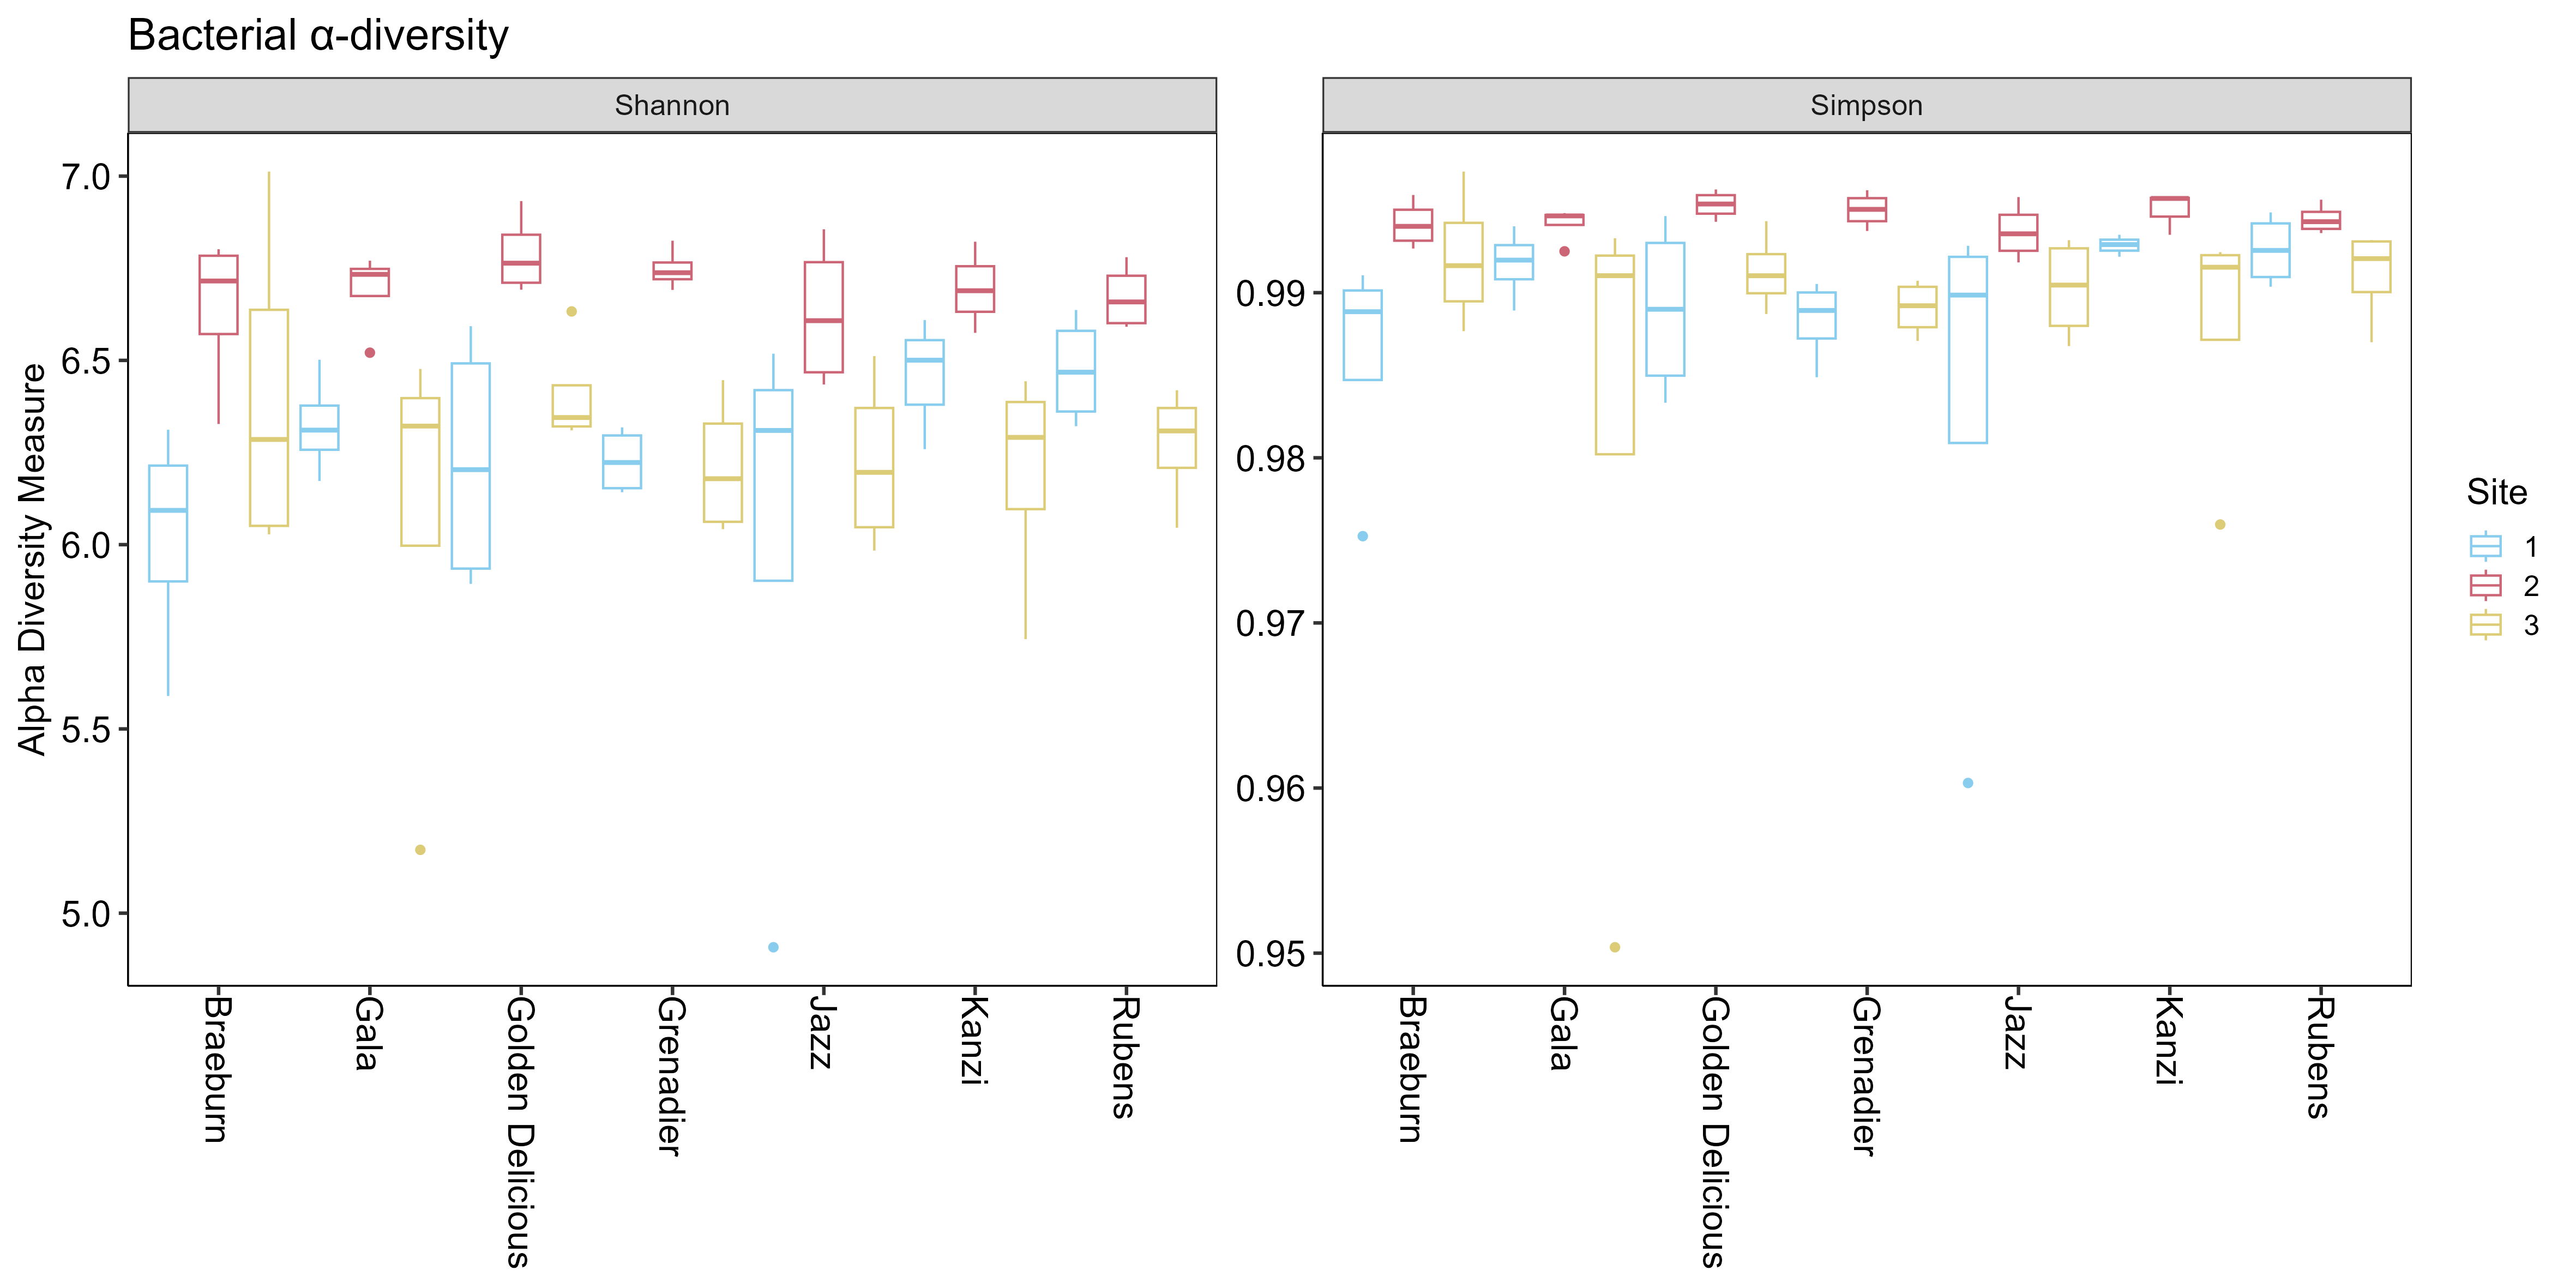 Bacterial α-diversity
Shannon
Simpson
Alpha Diversity Measure
7.0
6.5
6.0
5.5
5.0
0.99
0.98
0.97
0.96
0.95
Braeburn
Gala
Golden Delicious
Grenadier
Jazz
Kanzi
Rubens
Braeburn
Gala
Golden Delicious
Grenadier
Jazz
Kanzi
Rubens
Site
1
2
3